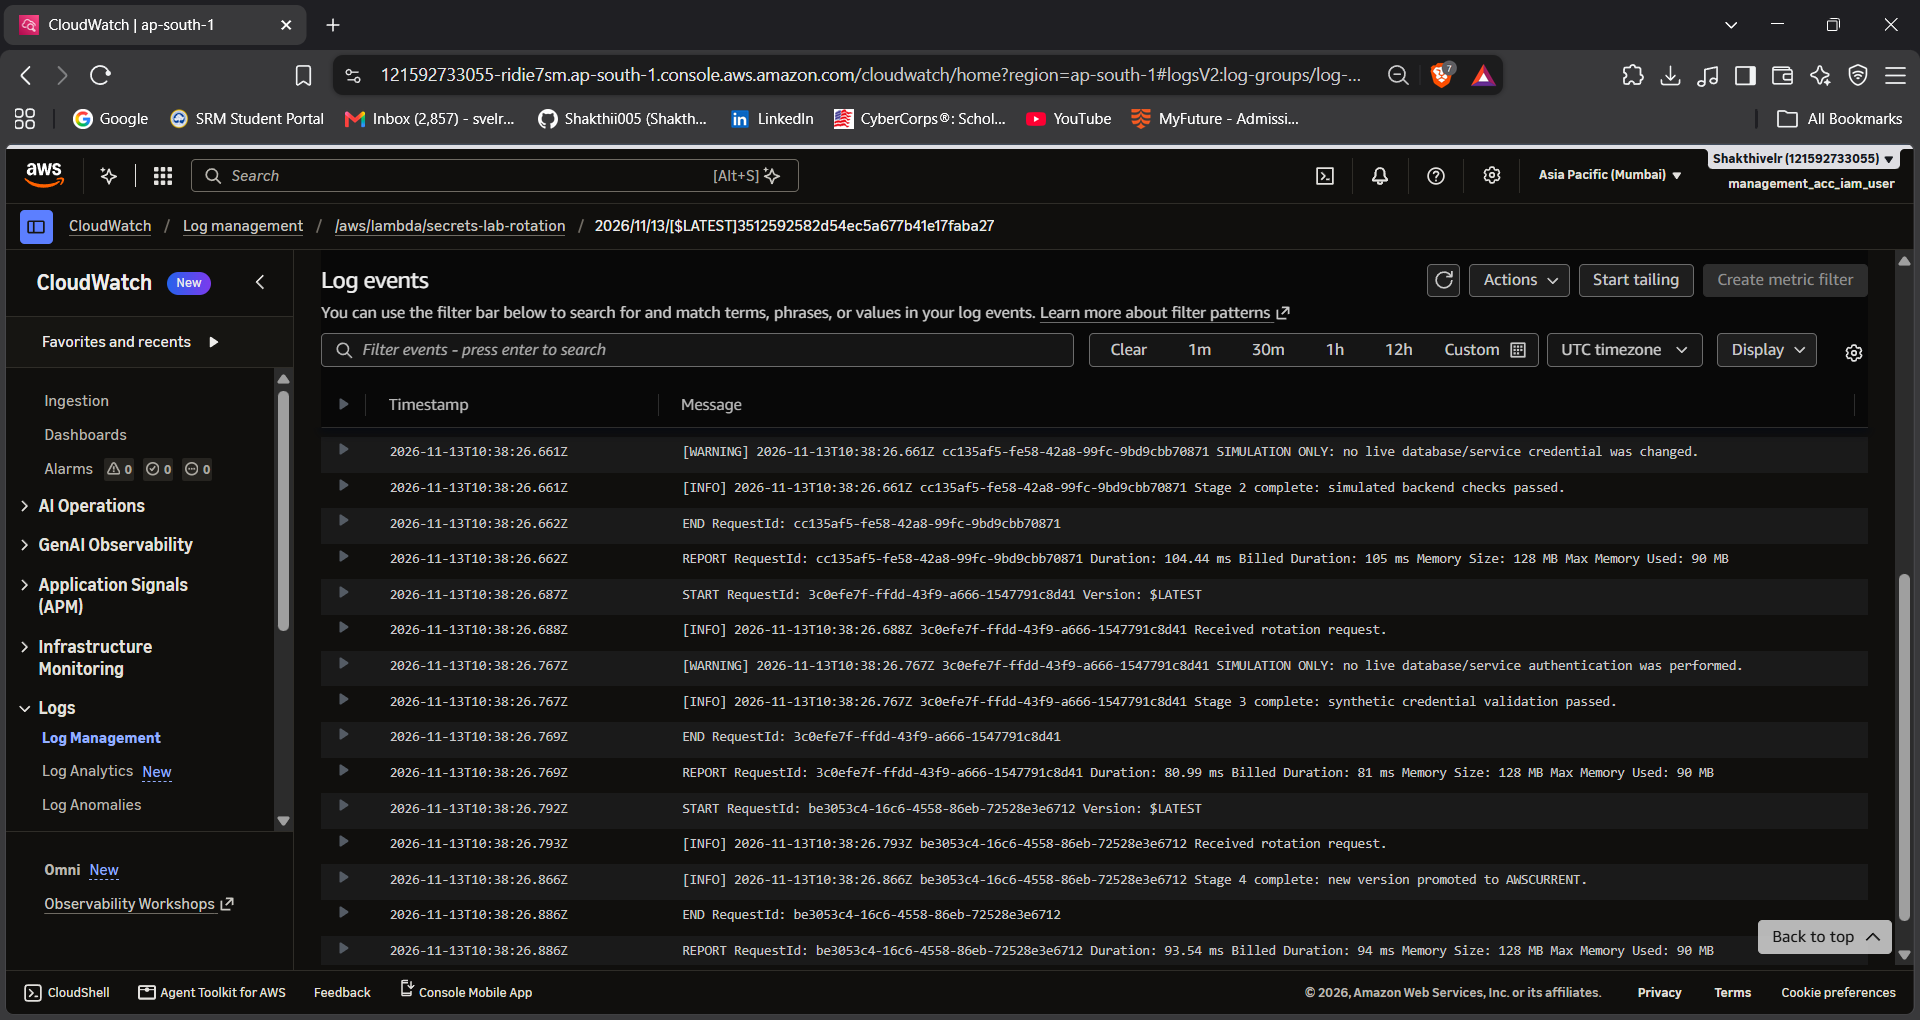 CloudWatch | ap-south-1
121592733055-ridie7sm.ap-south-1.console.aws.amazon.com/cloudwatch/home?region=ap-south-1#logsV2:log-groups/log-...
7
Google
SRM Student Portal
Inbox (2,857) - svelr...
Shakthii005 (Shakth...
LinkedIn
CyberCorps®: Schol...
YouTube
MyFuture - Admissi...
All Bookmarks
aws
Search
[Alt+S]
Asia Pacific (Mumbai)
Shakthivelr (121592733055)
management_acc_iam_user
CloudWatch / Log management / /aws/lambda/secrets-lab-rotation / 2026/11/13/[$LATEST]3512592582d54ec5a677b41e17faba27
CloudWatch New
Favorites and recents
Ingestion
Dashboards
Alarms 0 0 0
AI Operations
GenAI Observability
Application Signals
(APM)
Infrastructure
Monitoring
Logs
Log Management
Log Analytics New
Log Anomalies
Omni New
Observability Workshops
Log events
Actions
Start tailing
Create metric filter
You can use the filter bar below to search for and match terms, phrases, or values in your log events. Learn more about filter patterns
Filter events - press enter to search
Clear 1m 30m 1h 12h Custom
UTC timezone
Display
Timestamp Message
2026-11-13T10:38:26.661Z [WARNING] 2026-11-13T10:38:26.661Z cc135af5-fe58-42a8-99fc-9bd9cbb70871 SIMULATION ONLY: no live database/service credential was changed.
2026-11-13T10:38:26.661Z [INFO] 2026-11-13T10:38:26.661Z cc135af5-fe58-42a8-99fc-9bd9cbb70871 Stage 2 complete: simulated backend checks passed.
2026-11-13T10:38:26.662Z END RequestId: cc135af5-fe58-42a8-99fc-9bd9cbb70871
2026-11-13T10:38:26.662Z REPORT RequestId: cc135af5-fe58-42a8-99fc-9bd9cbb70871 Duration: 104.44 ms Billed Duration: 105 ms Memory Size: 128 MB Max Memory Used: 90 MB
2026-11-13T10:38:26.687Z START RequestId: 3c0efe7f-ffdd-43f9-a666-1547791c8d41 Version: $LATEST
2026-11-13T10:38:26.688Z [INFO] 2026-11-13T10:38:26.688Z 3c0efe7f-ffdd-43f9-a666-1547791c8d41 Received rotation request.
2026-11-13T10:38:26.767Z [WARNING] 2026-11-13T10:38:26.767Z 3c0efe7f-ffdd-43f9-a666-1547791c8d41 SIMULATION ONLY: no live database/service authentication was performed.
2026-11-13T10:38:26.767Z [INFO] 2026-11-13T10:38:26.767Z 3c0efe7f-ffdd-43f9-a666-1547791c8d41 Stage 3 complete: synthetic credential validation passed.
2026-11-13T10:38:26.769Z END RequestId: 3c0efe7f-ffdd-43f9-a666-1547791c8d41
2026-11-13T10:38:26.769Z REPORT RequestId: 3c0efe7f-ffdd-43f9-a666-1547791c8d41 Duration: 80.99 ms Billed Duration: 81 ms Memory Size: 128 MB Max Memory Used: 90 MB
2026-11-13T10:38:26.792Z START RequestId: be3053c4-16c6-4558-86eb-72528e3e6712 Version: $LATEST
2026-11-13T10:38:26.793Z [INFO] 2026-11-13T10:38:26.793Z be3053c4-16c6-4558-86eb-72528e3e6712 Received rotation request.
2026-11-13T10:38:26.866Z [INFO] 2026-11-13T10:38:26.866Z be3053c4-16c6-4558-86eb-72528e3e6712 Stage 4 complete: new version promoted to AWSCURRENT.
2026-11-13T10:38:26.886Z END RequestId: be3053c4-16c6-4558-86eb-72528e3e6712
2026-11-13T10:38:26.886Z REPORT RequestId: be3053c4-16c6-4558-86eb-72528e3e6712 Duration: 93.54 ms Billed Duration: 94 ms Memory Size: 128 MB Max Memory Used: 90 MB
Back to top
CloudShell
Agent Toolkit for AWS
Feedback
Console Mobile App
© 2026, Amazon Web Services, Inc. or its affiliates.
Privacy
Terms
Cookie preferences